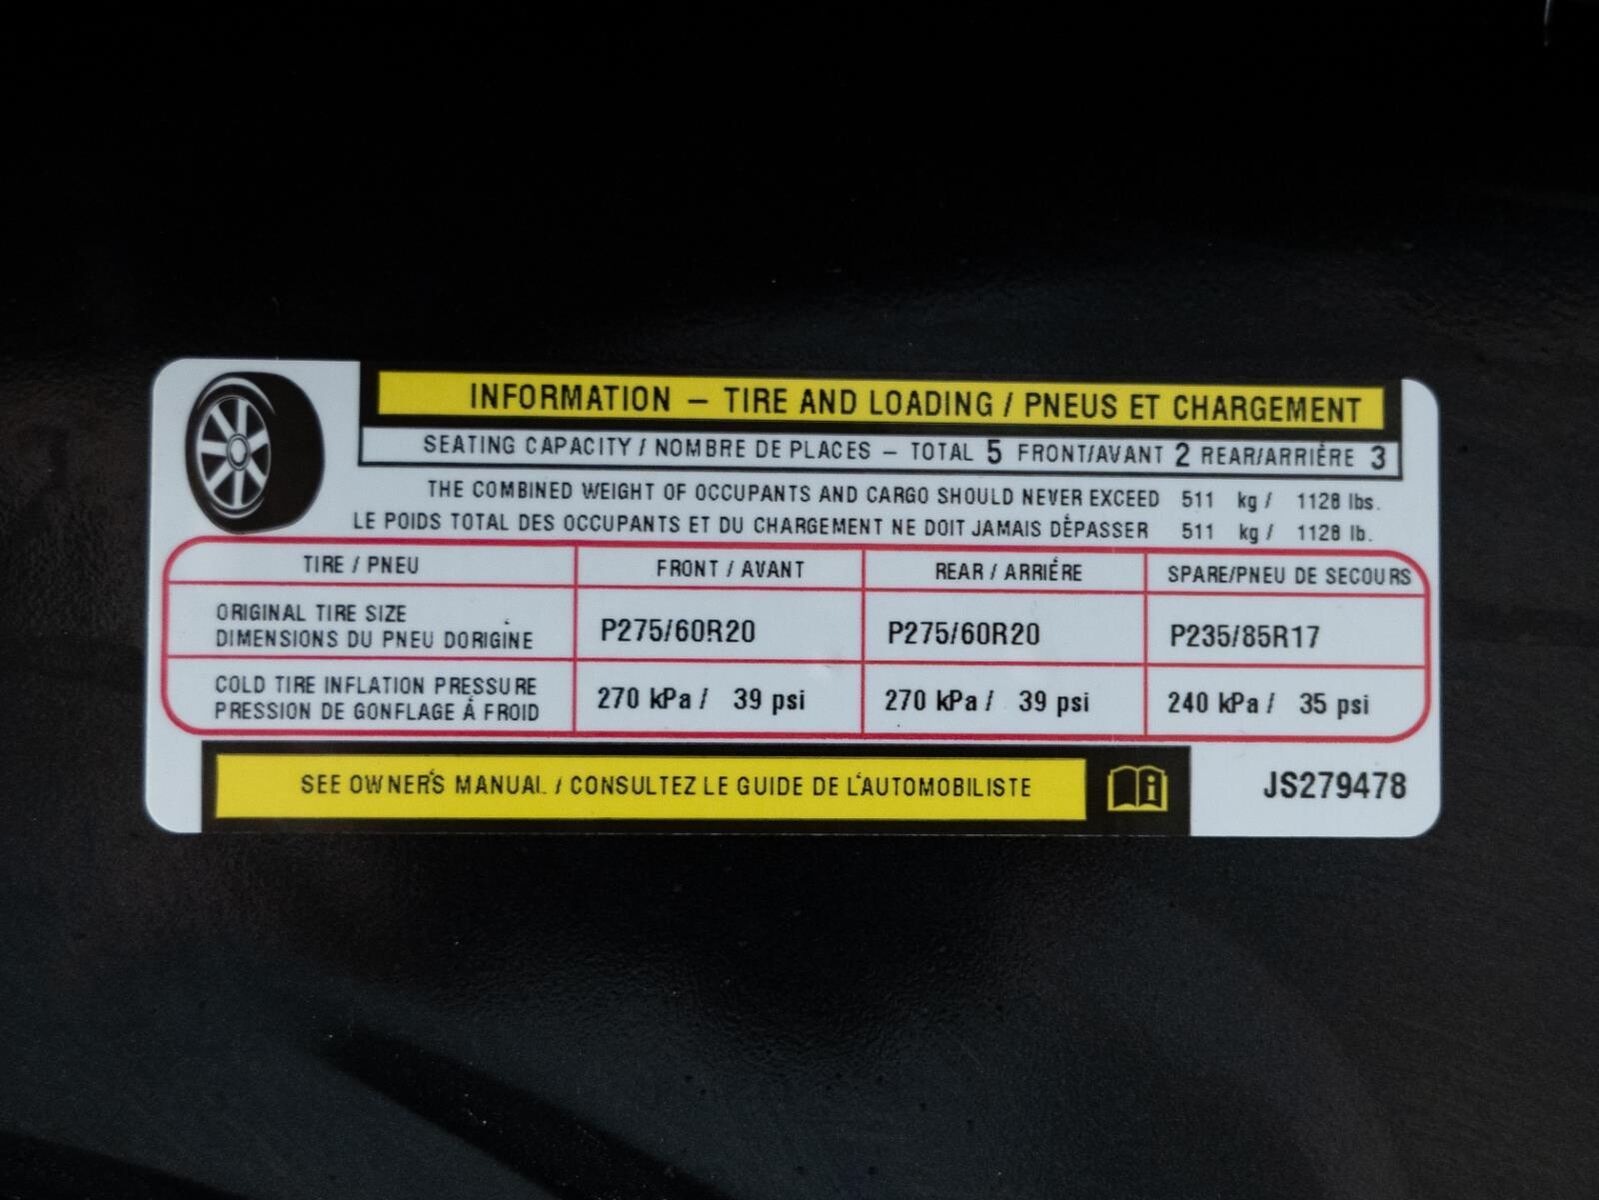 INFORMATION – TIRE AND LOADING / PNEUS ET CHARGEMENT
SEATING CAPACITY / NOMBRE DE PLACES – TOTAL 5 FRONT/AVANT 2 REAR/ARRIÉRE 3
THE COMBINED WEIGHT OF OCCUPANTS AND CARGO SHOULD NEVER EXCEED 511 kg / 1128 lbs.
LE POIDS TOTAL DES OCCUPANTS ET DU CHARGEMENT NE DOIT JAMAIS DÉPASSER 511 kg / 1128 lb.
TIRE / PNEU FRONT / AVANT REAR / ARRIÉRE SPARE/PNEU DE SECOURS
ORIGINAL TIRE SIZE
DIMENSIONS DU PNEU DORIGINE P275/60R20 P275/60R20 P235/85R17
COLD TIRE INFLATION PRESSURE
PRESSION DE GONFLAGE Á FROID 270 kPa / 39 psi 270 kPa / 39 psi 240 kPa / 35 psi
SEE OWNER'S MANUAL / CONSULTEZ LE GUIDE DE L'AUTOMOBILISTE
JS279478